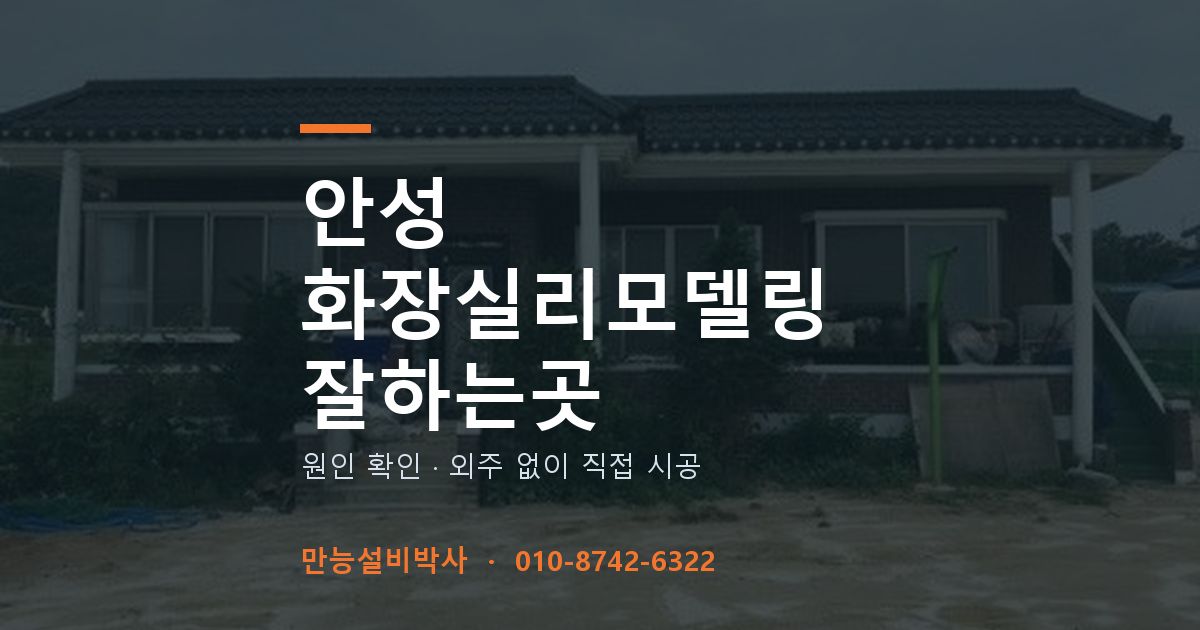 안성
화장실리모델링
잘하는곳
원인 확인 · 외주 없이 직접 시공
만능설비박사 · 010-8742-6322